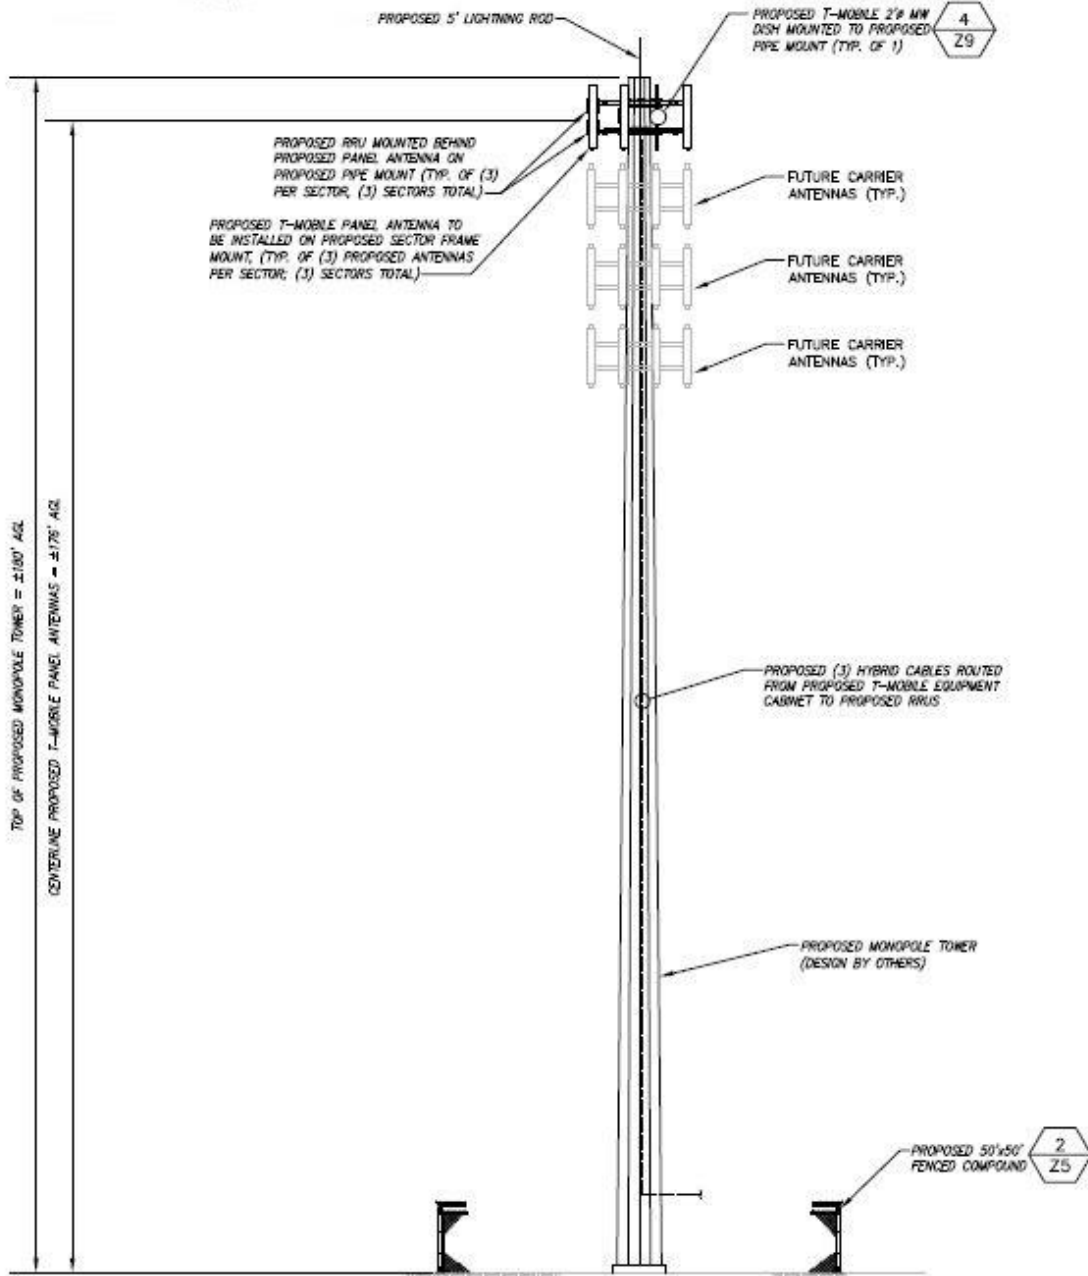 PROPOSED 5' LIGHTNING ROD
PROPOSED T-MOBILE 2'ø MW
DISH MOUNTED TO PROPOSED
PIPE MOUNT (TYP. OF 1)
4
Z9
PROPOSED RRU MOUNTED BEHIND
PROPOSED PANEL ANTENNA ON
PROPOSED PIPE MOUNT (TYP. OF (3)
PER SECTOR, (3) SECTORS TOTAL)
PROPOSED T-MOBILE PANEL ANTENNA TO
BE INSTALLED ON PROPOSED SECTOR FRAME
MOUNT, (TYP. OF (3) PROPOSED ANTENNAS
PER SECTOR; (3) SECTORS TOTAL)
FUTURE CARRIER
ANTENNAS (TYP.)
FUTURE CARRIER
ANTENNAS (TYP.)
FUTURE CARRIER
ANTENNAS (TYP.)
TOP OF PROPOSED MONOPOLE TOWER = ±180' AGL
CENTERLINE PROPOSED T-MOBILE PANEL ANTENNAS = ±176' AGL
PROPOSED (3) HYBRID CABLES ROUTED
FROM PROPOSED T-MOBILE EQUIPMENT
CABINET TO PROPOSED RRUS
PROPOSED MONOPOLE TOWER
(DESIGN BY OTHERS)
PROPOSED 50'x50'
FENCED COMPOUND
2
Z5